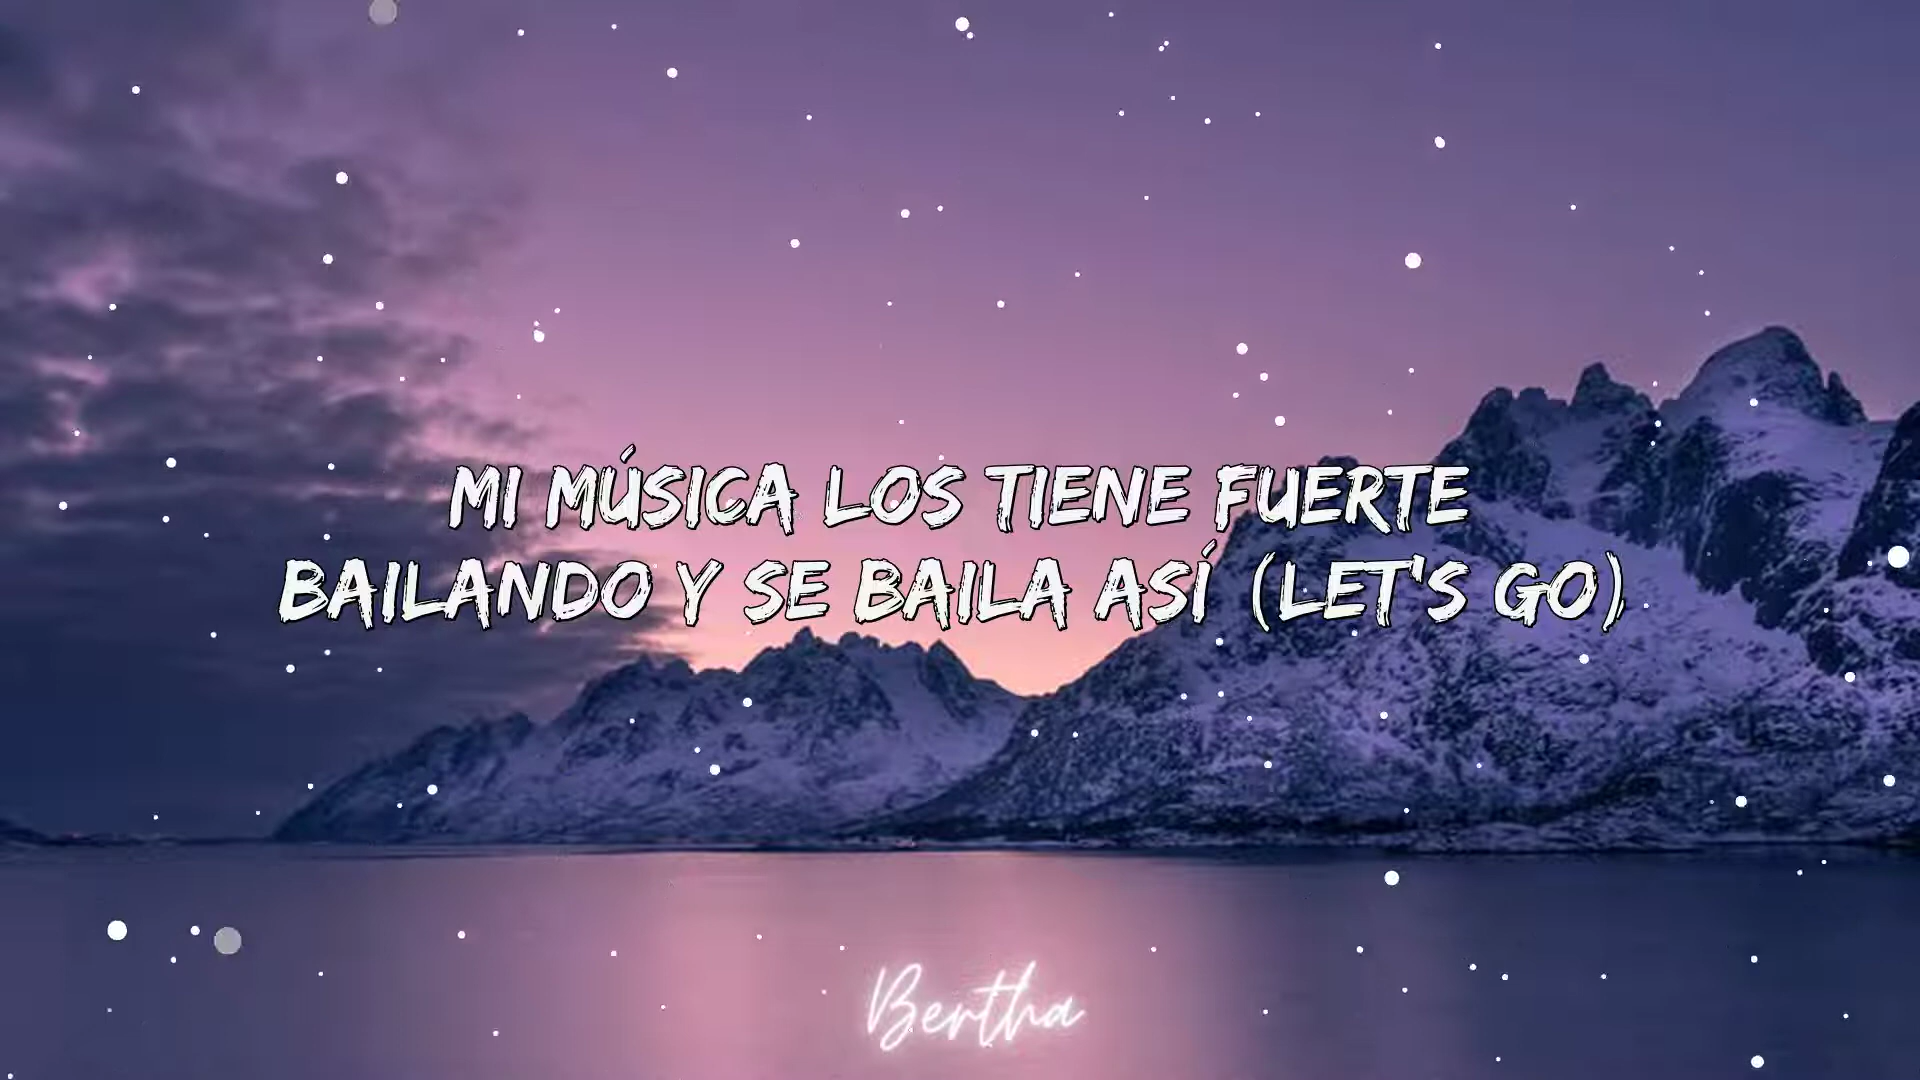 MI MÚSICA LOS TIENE FUERTE
BAILANDO Y SE BAILA ASÍ (LET'S GO)
Bertha